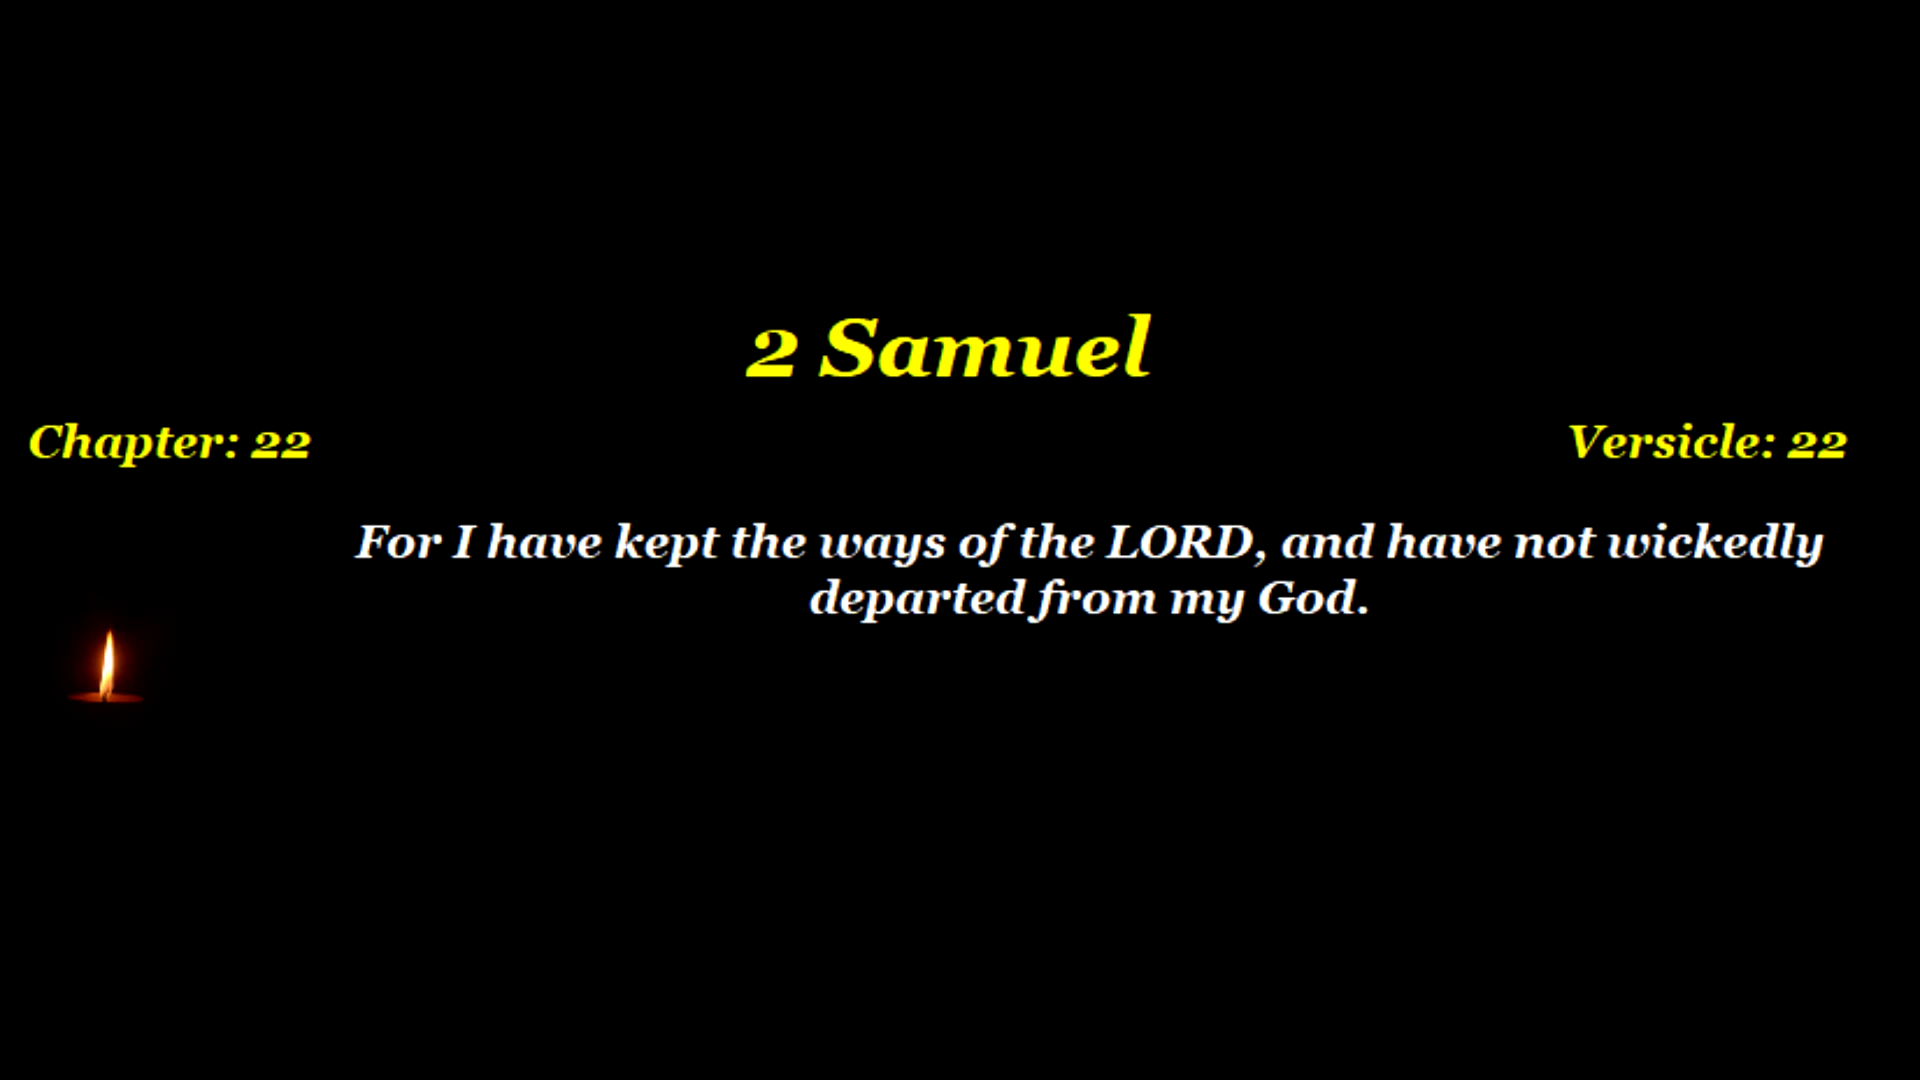 2 Samuel
Chapter: 22
Versicle: 22
For I have kept the ways of the LORD, and have not wickedly
departed from my God.